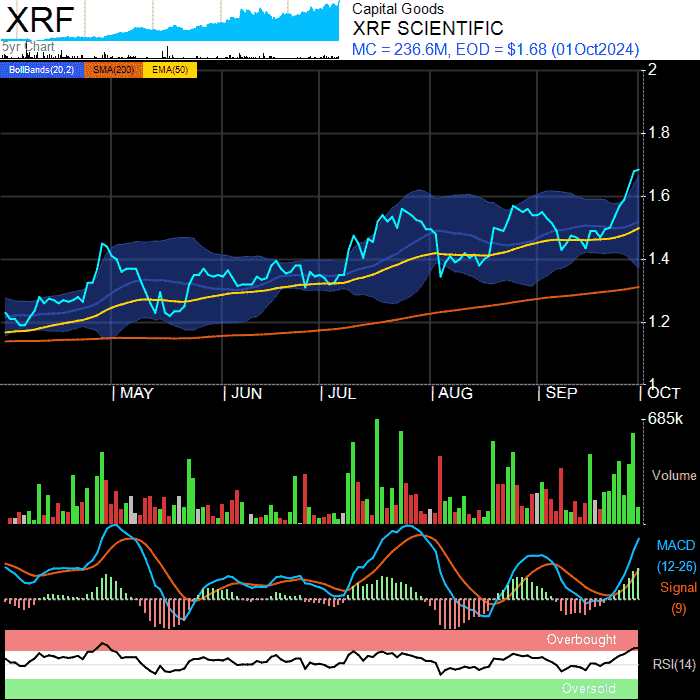 XRF
5yr Chart
Capital Goods
XRF SCIENTIFIC
MC = 236.6M, EOD = $1.68 (01Oct2024)
BollBands(20,2) SMA(200) EMA(50)
2
1.8
1.6
1.4
1.2
1
MAY JUN JUL AUG SEP OCT
685k
Volume
MACD
(12-26)
Signal
(9)
Overbought
RSI(14)
Oversold